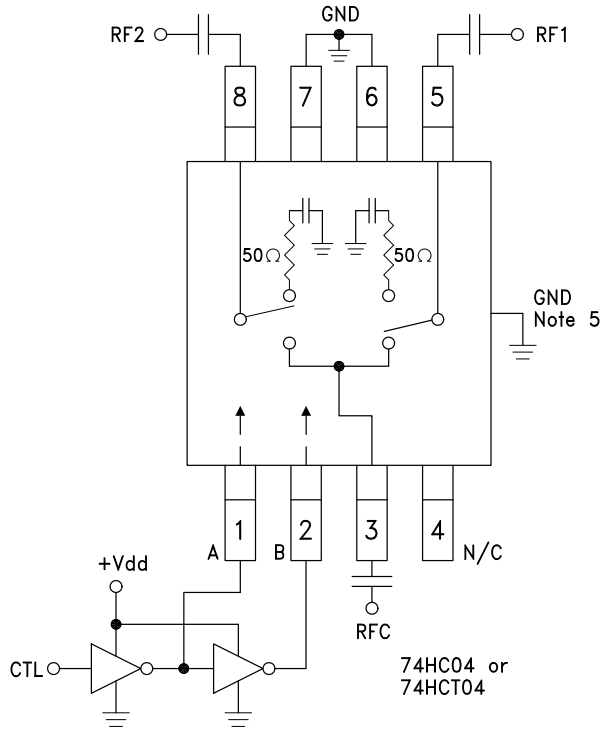 GND
RF2
RF1
8
7
6
5
50Ω
50Ω
GND
Note 5
1
2
3
4
A
B
N/C
+Vdd
RFC
CTL
74HC04 or
74HCT04